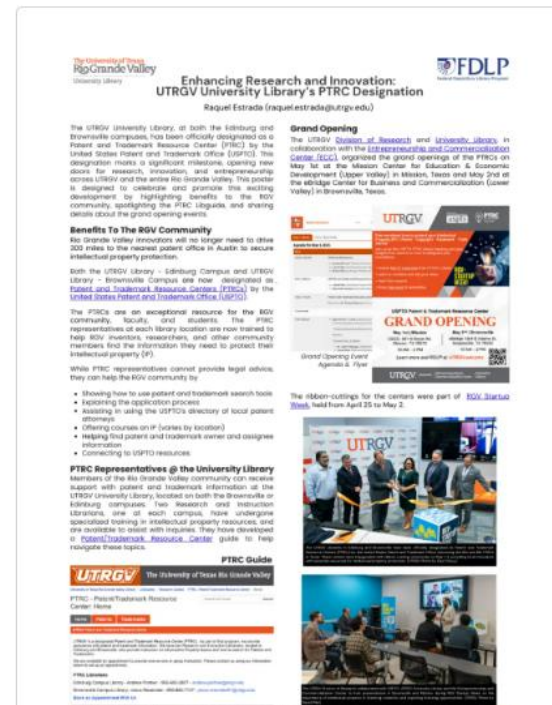 The University of Texas
RioGrande Valley
University Library
FDLP
Federal Depository Library Program
Enhancing Research and Innovation:
UTRGV University Library's PTRC Designation
Raquel Estrada (raquel.estrada@utrgv.edu)
The UTRGV University Library, at both the Edinburg and
Brownsville campuses, has been officially designated as a
Patent and Trademark Resource Center (PTRC) by the
United States Patent and Trademark Office (USPTO). This
designation marks a significant milestone, opening new
doors for research, innovation, and entrepreneurship
across UTRGV and the entire Rio Grande Valley. This poster
is designed to celebrate and promote this exciting
development by highlighting benefits to the RGV
community, spotlighting the PTRC Libguide, and sharing
details about the grand opening events.
Benefits To The RGV Community
Rio Grande Valley innovators will no longer need to drive
300 miles to the nearest patent office in Austin to secure
intellectual property protection.
Both the UTRGV Library - Edinburg Campus and UTRGV
Library - Brownsville Campus are now designated as
Patent and Trademark Resource Centers (PTRCs) by the
United States Patent and Trademark Office (USPTO).
The PTRCs are an exceptional resource for the RGV
community, faculty, and students. The PTRC
representatives at each library location are now trained to
help RGV inventors, researchers, and other community
members find the information they need to protect their
intellectual property (IP).
While PTRC representatives cannot provide legal advice,
they can help the RGV community by
• Showing how to use patent and trademark search tools
• Explaining the application process
• Assisting in using the USPTO's directory of local patent
attorneys
• Offering courses on IP (varies by location)
• Helping find patent and trademark owner and assignee
information
• Connecting to USPTO resources
PTRC Representatives @ the University Library
Members of the Rio Grande Valley community can receive
support with patent and trademark information at the
UTRGV University Library, located on both the Brownsville or
Edinburg campuses. Two Research and Instruction
Librarians, one at each campus, have undergone
specialized training in intellectual property resources, and
are available to assist with inquiries. They have developed
a Patent/Trademark Resource Center guide to help
navigate these topics.
PTRC Guide
UTRGV The University of Texas Rio Grande Valley
PTRC - Patent/Trademark Resource
Center: Home
Grand Opening
The UTRGV Division of Research and University Library, in
collaboration with the Entrepreneurship and Commercialization
Center (ECC), organized the grand openings of the PTRCs on
May 1st at the Mission Center for Education & Economic
Development (Upper Valley) in Mission, Texas and May 2nd at
the eBridge Center for Business and Commercialization (Lower
Valley) in Brownsville, Texas.
UTRGV
PTRC
RGV
STARTUP
WEEK
USPTO Patent & Trademark Resource Center
GRAND OPENING
UTRGV
Grand Opening Event
Agenda & Flyer
The ribbon-cuttings for the centers were part of RGV Startup
Week, held from April 25 to May 2.
UTRGV